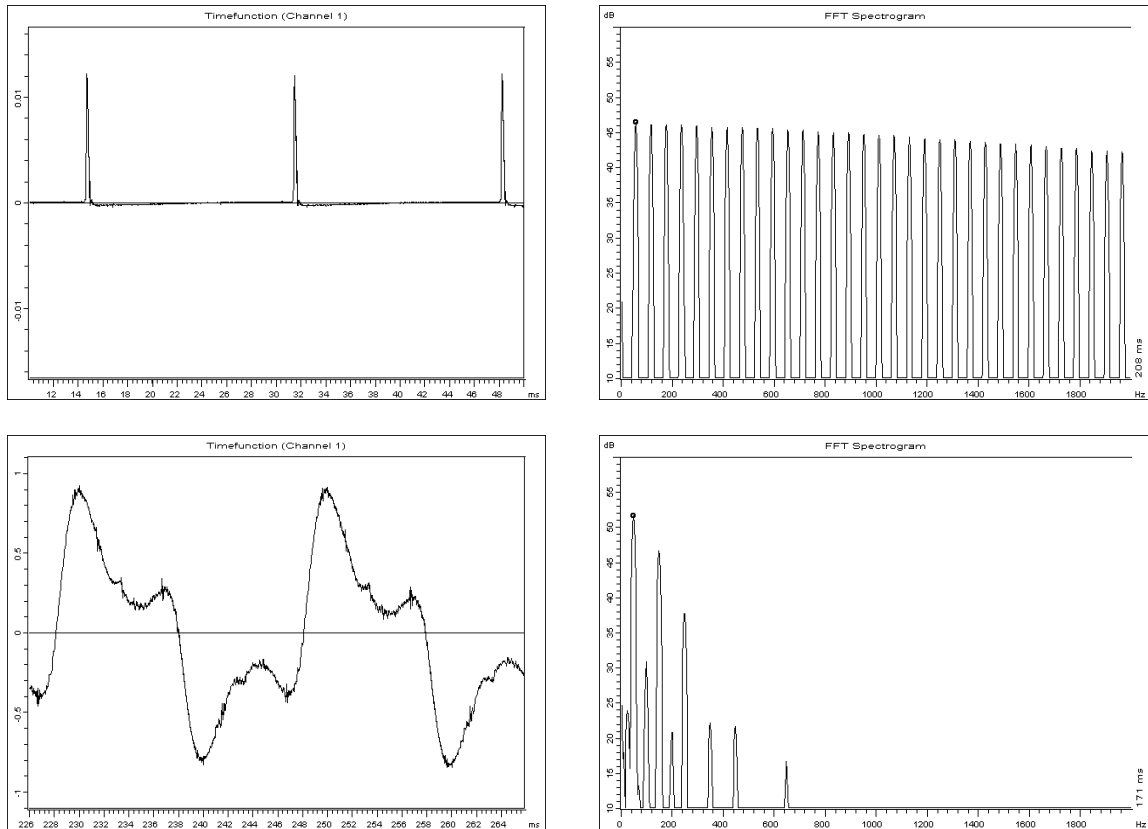 Timefunction (Channel 1)
0.01
0
-0.01
12 14 16 18 20 22 24 26 28 30 32 34 36 38 40 42 44 46 48 ms
FFT Spectrogram
dB
55
50
45
40
35
30
25
20
15
10
0 200 400 600 800 1000 1200 1400 1600 1800 Hz
208 ms
Timefunction (Channel 1)
1
0.5
0
-0.5
-1
226 228 230 232 234 236 238 240 242 244 246 248 250 252 254 256 258 260 262 264 ms
FFT Spectrogram
dB
55
50
45
40
35
30
25
20
15
10
0 200 400 600 800 1000 1200 1400 1600 1800 Hz
171 ms